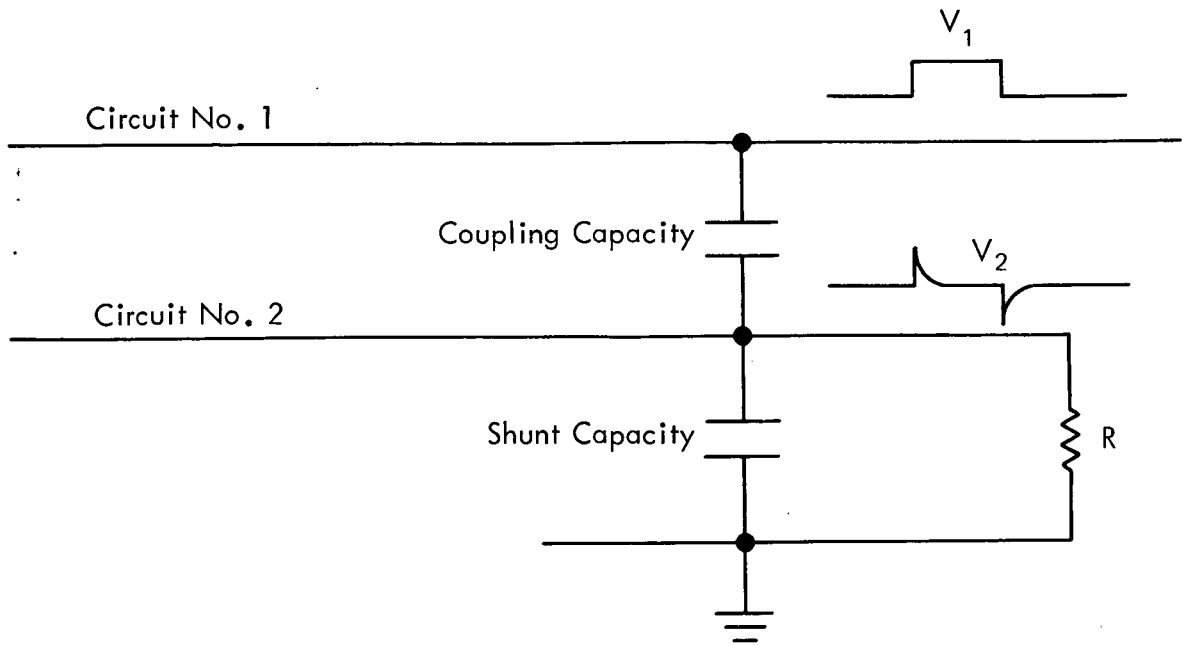 V₁
Circuit No. 1
Coupling Capacity
V₂
Circuit No. 2
Shunt Capacity
R